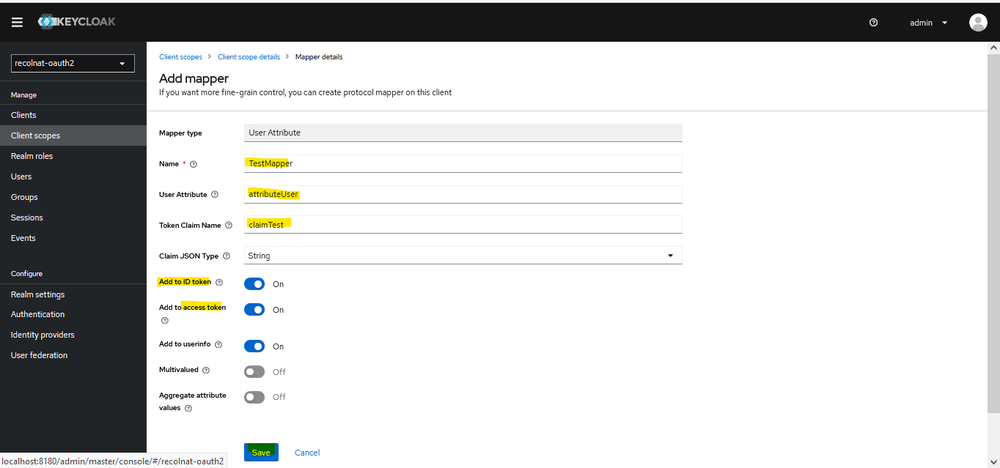 KEYCLOAK
admin
recolnat-oauth2
Manage
Clients
Client scopes
Realm roles
Users
Groups
Sessions
Events
Configure
Realm settings
Authentication
Identity providers
User federation
Client scopes > Client scope details > Mapper details
Add mapper
If you want more fine-grain control, you can create protocol mapper on this client
Mapper type User Attribute
Name * TestMapper
User Attribute attributeUser
Token Claim Name claimTest
Claim JSON Type String
Add to ID token On
Add to access token On
Add to userinfo On
Multivalued Off
Aggregate attribute
values Off
Save Cancel
localhost:8180/admin/master/console/#/recolnat-oauth2